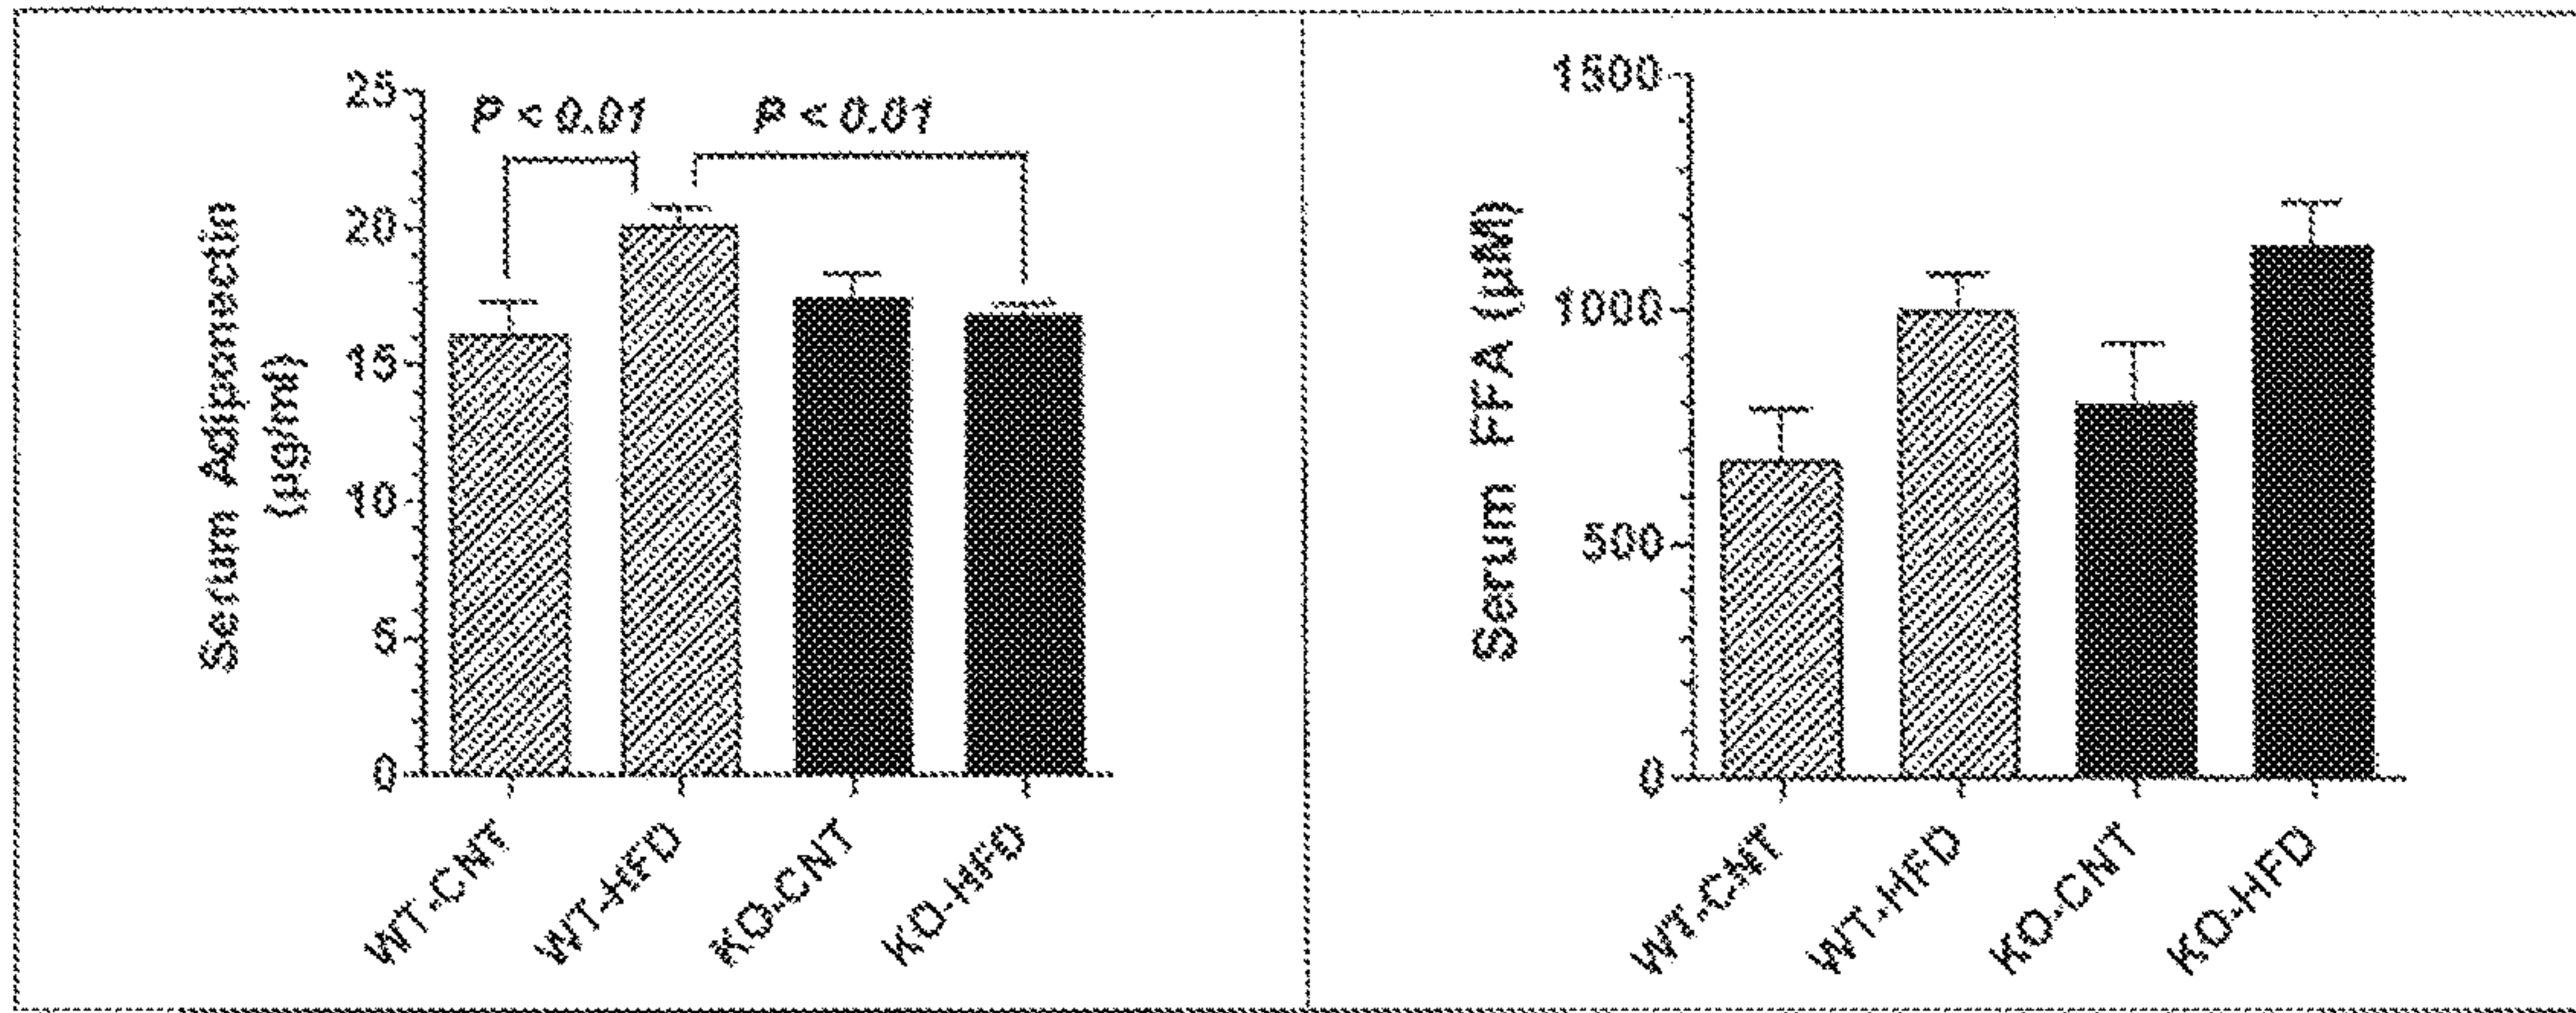 25
20
15
10
5
0
Serum Adiponectin
(µg/ml)
P < 0.01
P < 0.01
WT-CNT
WT-HFD
KO-CNT
KO-HFD
1500
1000
500
0
Serum FFA (µM)
WT-CNT
WT-HFD
KO-CNT
KO-HFD